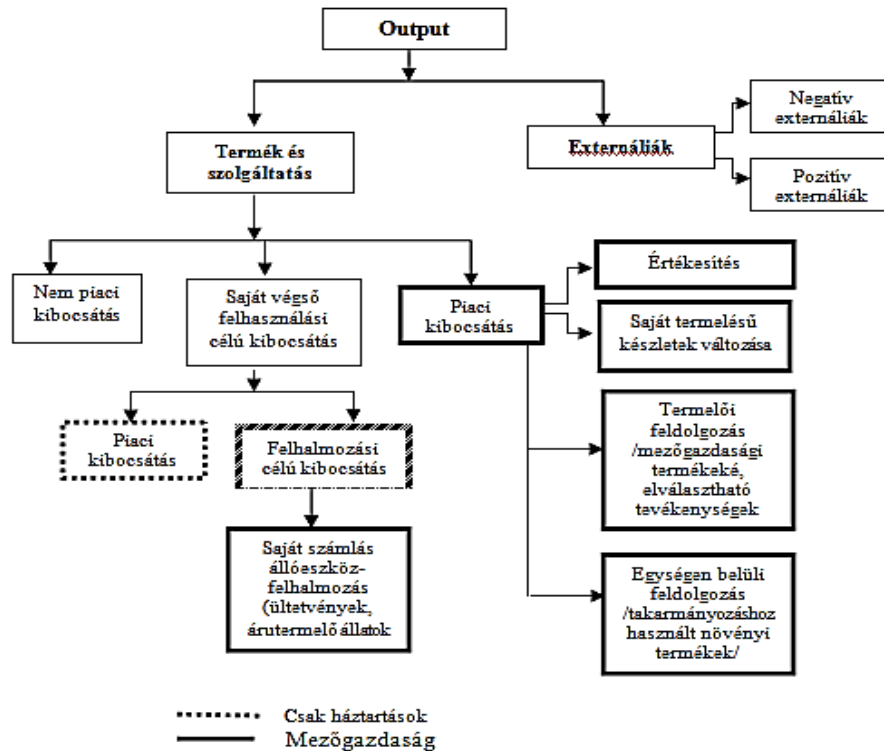 Output
Negatív
externáliák
Termék és
szolgáltatás
Externáliák
Pozitív
externáliák
Nem piaci
kibocsátás
Saját végső
felhasználási
célú kibocsátás
Piaci
kibocsátás
Értékesítés
Saját termelésű
készletek változása
Piaci
kibocsátás
Felhalmozási
célú kibocsátás
Termelői
feldolgozás
/mezőgazdasági
termékeké,
elválasztható
tevékenységek
Saját számlás
állóeszköz-
felhalmozás
(ültetvények,
árutermelő állatok
Egységen belüli
feldolgozás
/takarmányozáshoz
használt növényi
termékek/
Csak háztartások
Mezőgazdaság